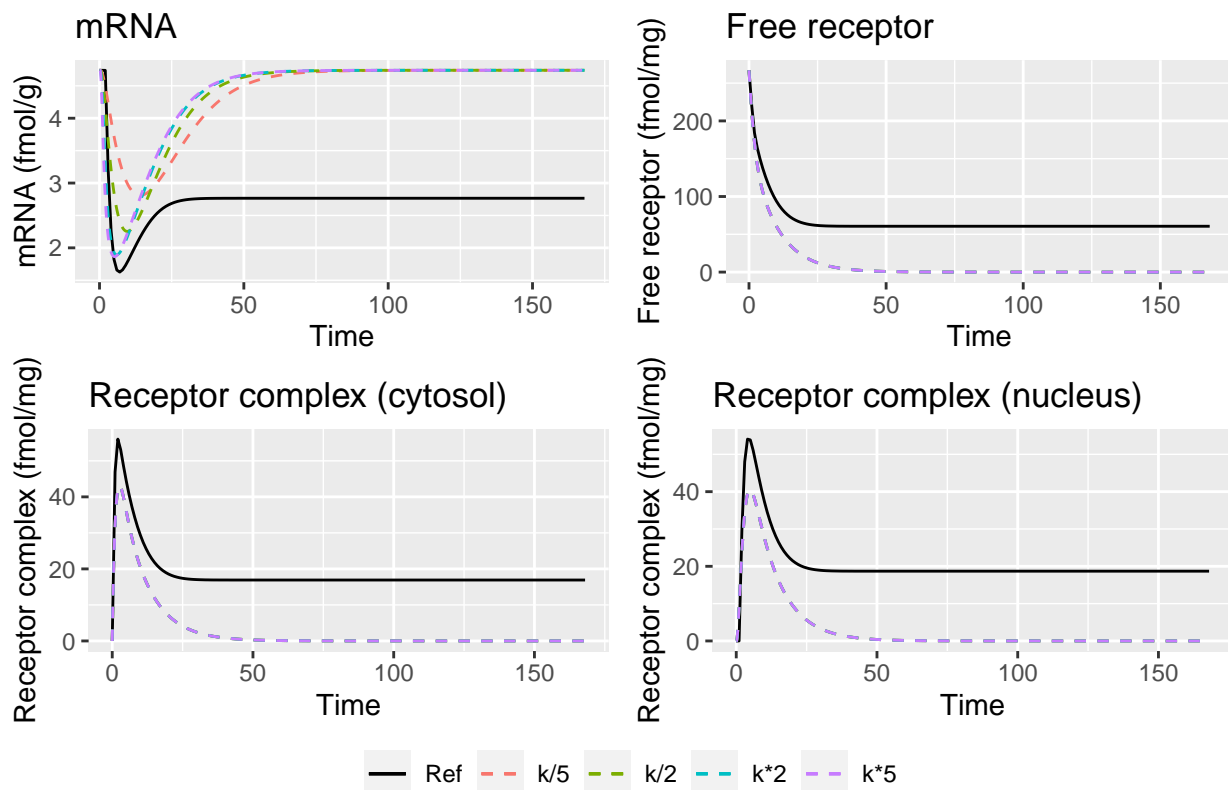 mRNA
mRNA (fmol/g)
4
3
2
0 50 100 150
Time
Free receptor
Free receptor (fmol/mg)
200
100
0
0 50 100 150
Time
Receptor complex (cytosol)
Receptor complex (fmol/mg)
40
20
0
0 50 100 150
Time
Receptor complex (nucleus)
Receptor complex (fmol/mg)
40
20
0
0 50 100 150
Time
Ref k/5 k/2 k*2 k*5